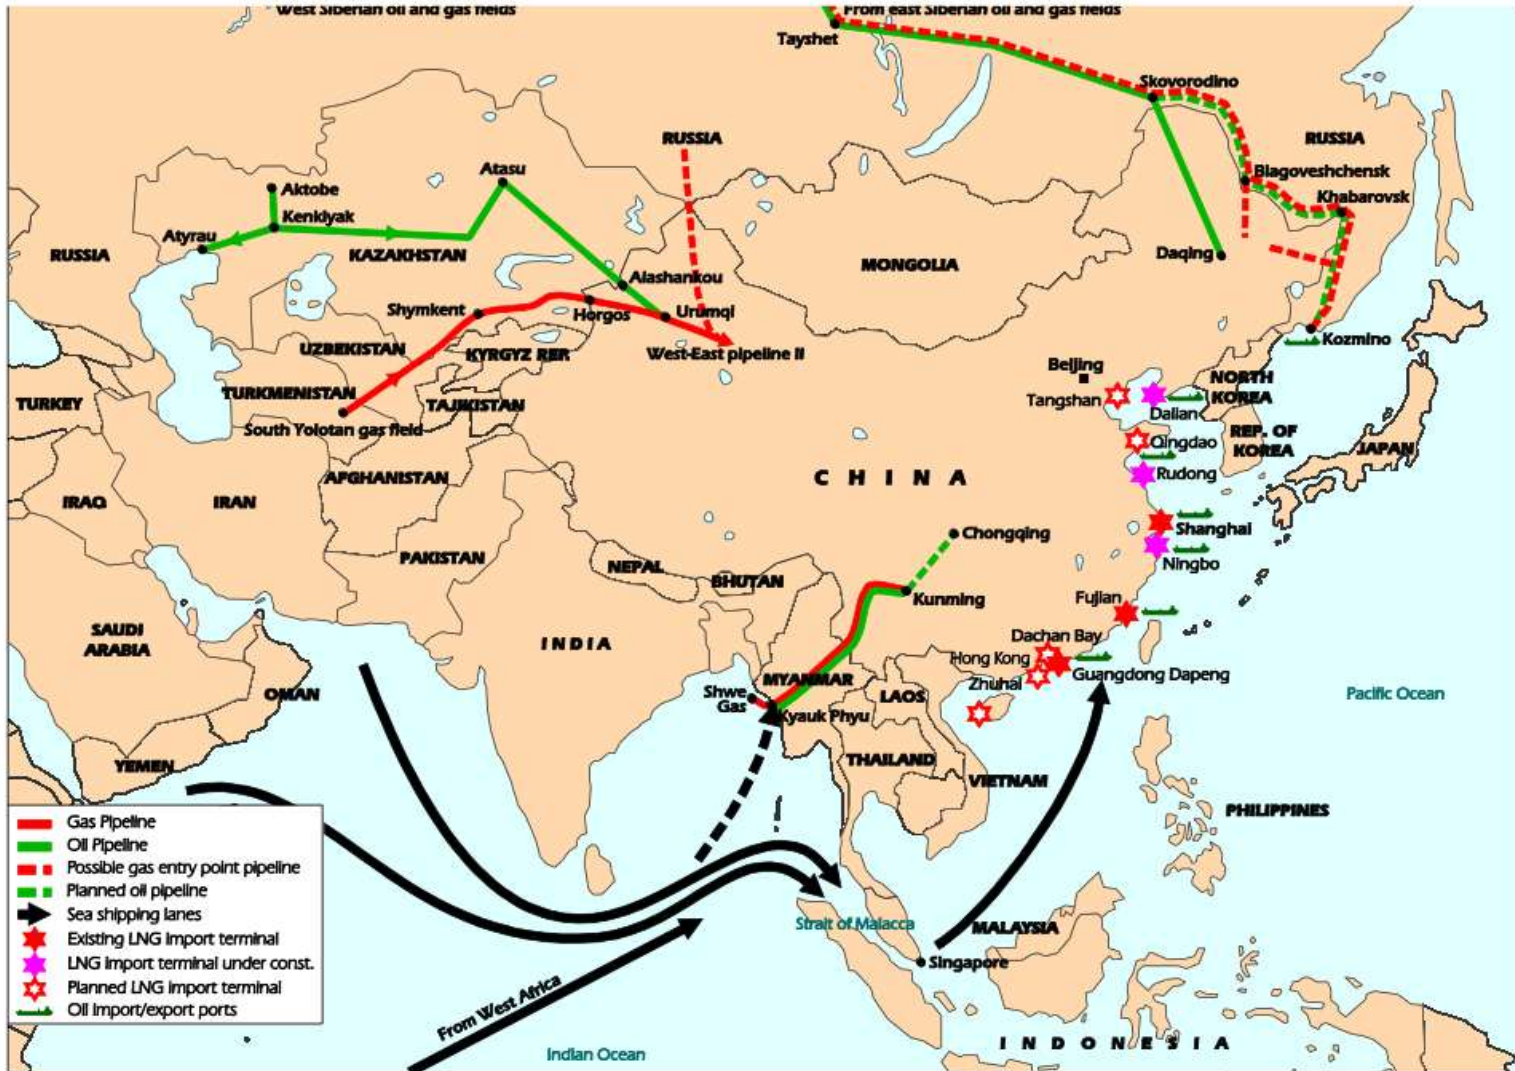 West Siberian oil and gas fields
From east Siberian oil and gas fields
Tayshet
Skovorodino
RUSSIA
RUSSIA
Blagoveshchensk
Khabarovsk
Aktobe
Atasu
Kenkiyak
Atyrau
RUSSIA
KAZAKHSTAN
MONGOLIA
Daqing
Alashankou
Shymkent
Horgos
Urumqi
Kozmino
UZBEKISTAN
KYRGYZ REP.
West-East pipeline II
Beijing
NORTH
KOREA
TURKEY
TURKMENISTAN
TAJIKISTAN
Tangshan
Dalian
South Yolotan gas field
Qingdao
REP. OF
KOREA
JAPAN
AFGHANISTAN
CHINA
Rudong
IRAQ
IRAN
Shanghai
Chongqing
PAKISTAN
NEPAL
BHUTAN
Ningbo
Kunming
Fujian
SAUDI
ARABIA
INDIA
Dachan Bay
Hong Kong
Guangdong Dapeng
MYANMAR
Zhuhai
OMAN
Shwe
Gas
LAOS
Pacific Ocean
Kyauk Phyu
THAILAND
VIETNAM
YEMEN
PHILIPPINES
Gas Pipeline
Oil Pipeline
Possible gas entry point pipeline
Planned oil pipeline
Sea shipping lanes
Existing LNG import terminal
LNG import terminal under const.
Planned LNG import terminal
Oil import/export ports
Strait of Malacca
MALAYSIA
Singapore
From West Africa
Indian Ocean
INDONESIA